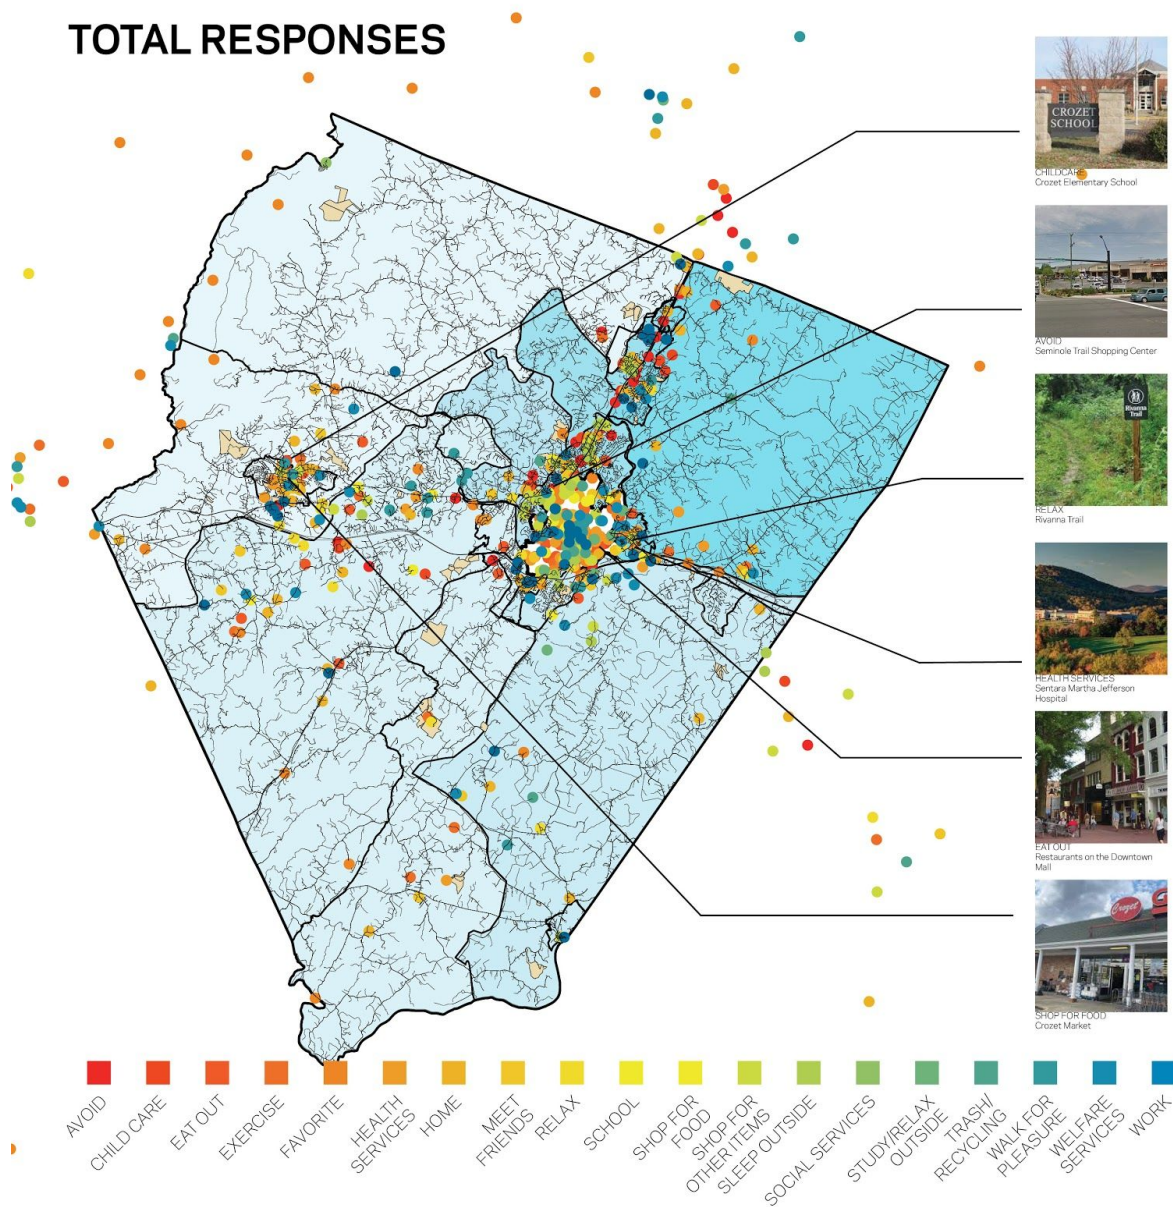 TOTAL RESPONSES
CROZET
SCHOOL
CHILDCARE
Crozet Elementary School
AVOID
Seminole Trail Shopping Center
Rivanna
Trail
RELAX
Rivanna Trail
HEALTH SERVICES
Sentara Martha Jefferson
Hospital
EAT OUT
Restaurants on the Downtown
Mall
Crozet
SHOP FOR FOOD
Crozet Market
AVOID
CHILD CARE
EAT OUT
EXERCISE
FAVORITE
HEALTH
SERVICES
HOME
MEET
FRIENDS
RELAX
SCHOOL
SHOP FOR
FOOD
SHOP FOR
OTHER ITEMS
SLEEP OUTSIDE
SOCIAL SERVICES
STUDY/RELAX
OUTSIDE
TRASH/
RECYCLING
WALK FOR
PLEASURE
WELFARE
SERVICES
WORK